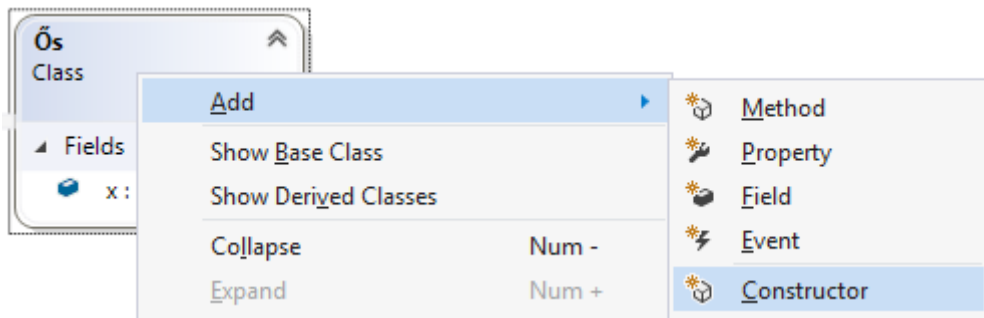 Ős
Class
Fields
x :
Add
Show Base Class
Show Derived Classes
Collapse Num -
Expand Num +
Method
Property
Field
Event
Constructor